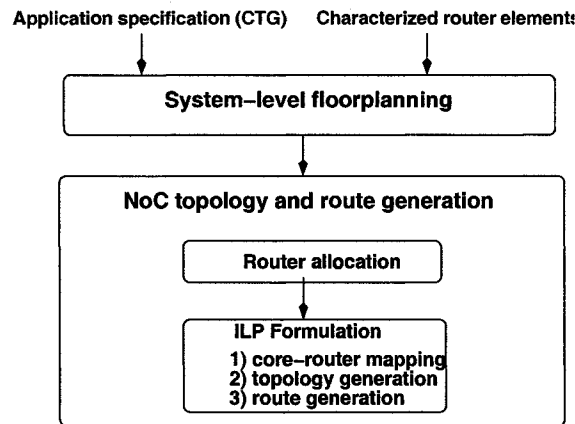 Application specification (CTG)
Characterized router elements
System-level floorplanning
NoC topology and route generation
Router allocation
ILP Formulation
1) core-router mapping
2) topology generation
3) route generation